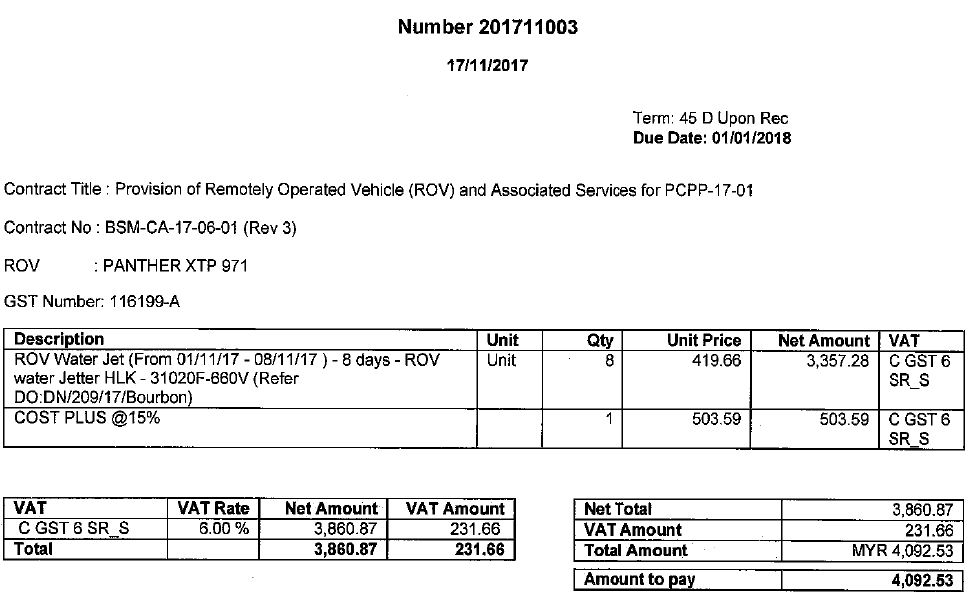 Number 201711003
17/11/2017
Term: 45 D Upon Rec
Due Date: 01/01/2018
Contract Title : Provision of Remotely Operated Vehicle (ROV) and Associated Services for PCPP-17-01
Contract No : BSM-CA-17-06-01 (Rev 3)
ROV : PANTHER XTP 971
GST Number: 116199-A
Description Unit Qty Unit Price Net Amount VAT
ROV Water Jet (From 01/11/17 - 08/11/17 ) - 8 days - ROV Unit 8 419.66 3,357.28 C GST 6
water Jetter HLK - 31020F-660V (Refer SR_S
DO:DN/209/17/Bourbon)
COST PLUS @15% 1 503.59 503.59 C GST 6
SR_S
VAT VAT Rate Net Amount VAT Amount
C GST 6 SR_S 6.00 % 3,860.87 231.66
Total 3,860.87 231.66
Net Total 3,860.87
VAT Amount 231.66
Total Amount MYR 4,092.53
Amount to pay 4,092.53